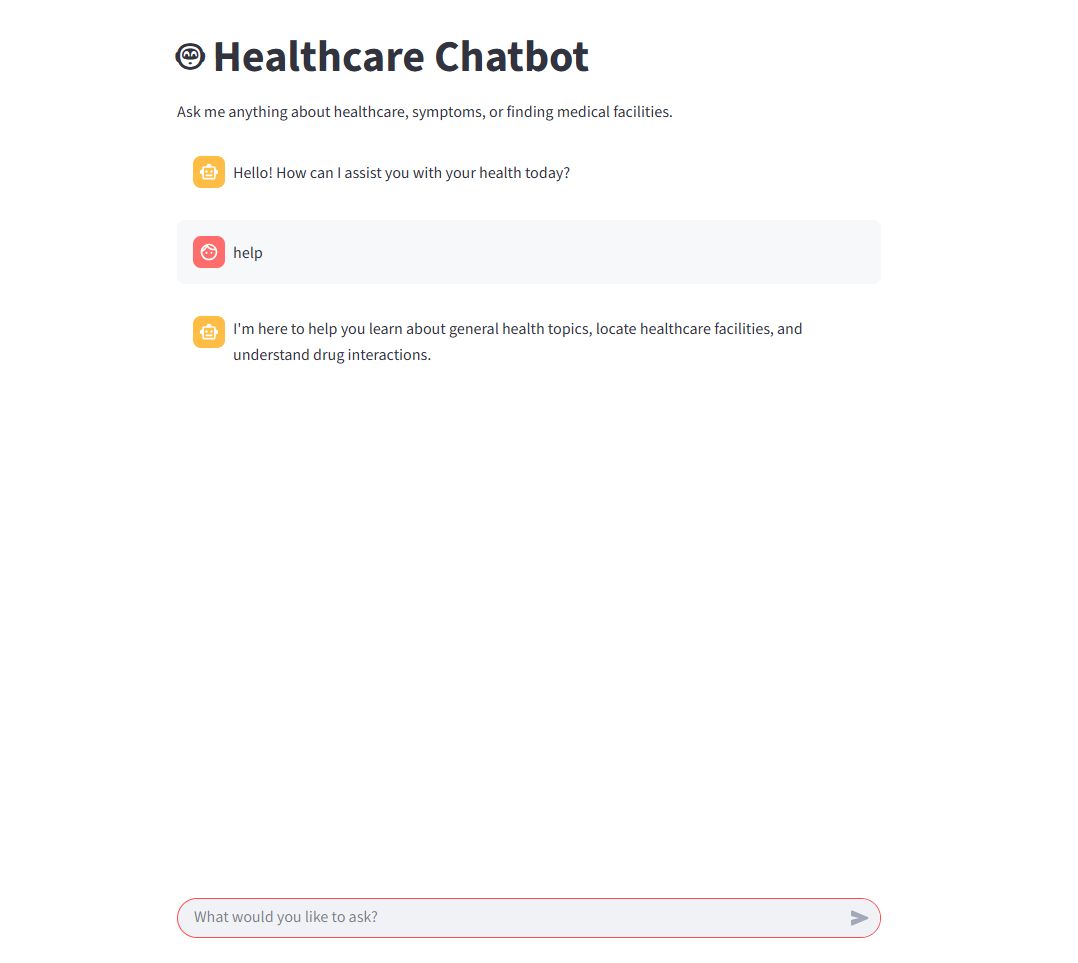 Healthcare Chatbot
Ask me anything about healthcare, symptoms, or finding medical facilities.
Hello! How can I assist you with your health today?
help
I'm here to help you learn about general health topics, locate healthcare facilities, and
understand drug interactions.
What would you like to ask?